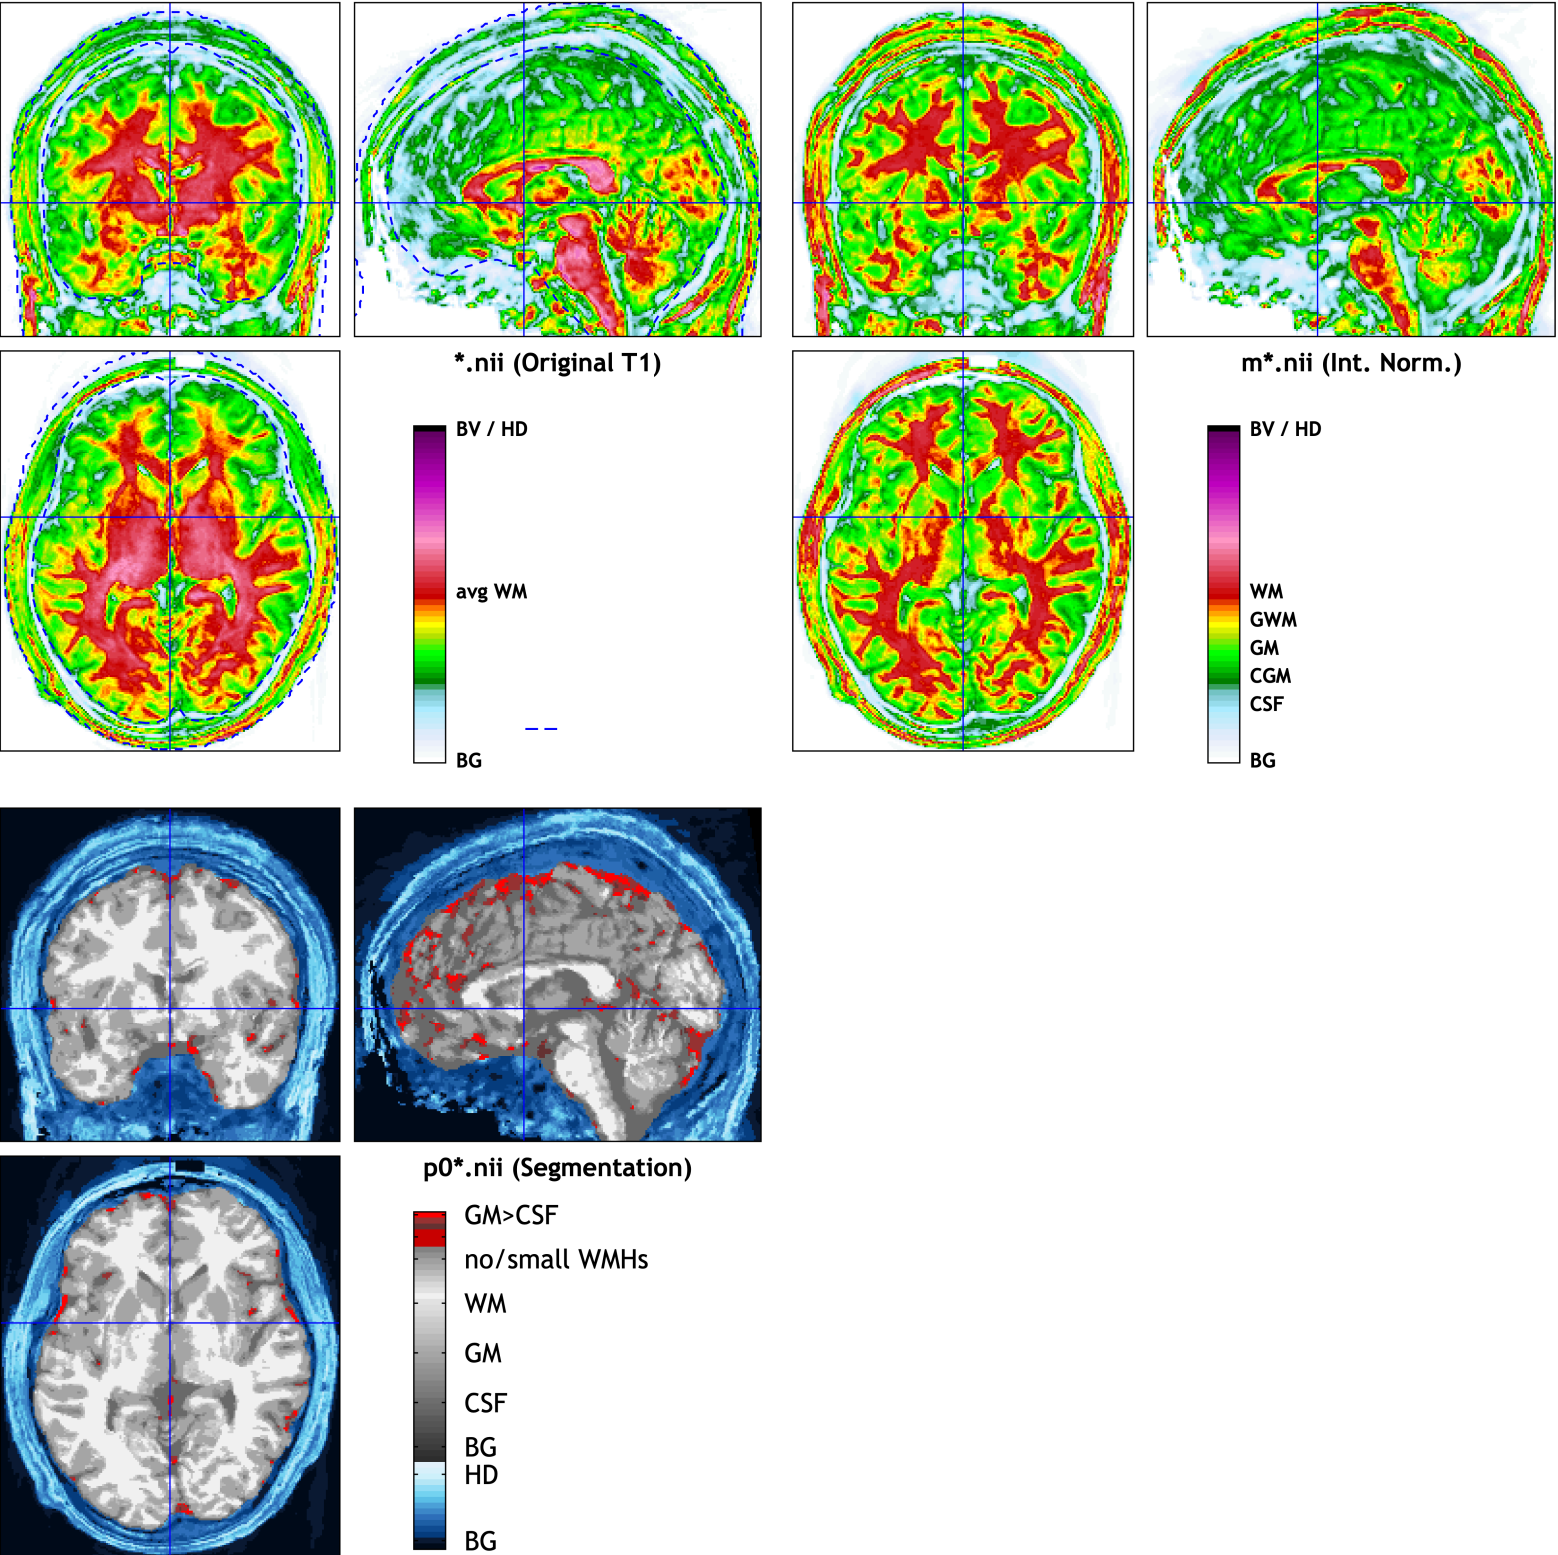 *.nii (Original T1)
BV / HD
avg WM
BG
m*.nii (Int. Norm.)
BV / HD
WM
GWM
GM
CGM
CSF
BG
p0*.nii (Segmentation)
GM>CSF
no/small WMHs
WM
GM
CSF
BG
HD
BG